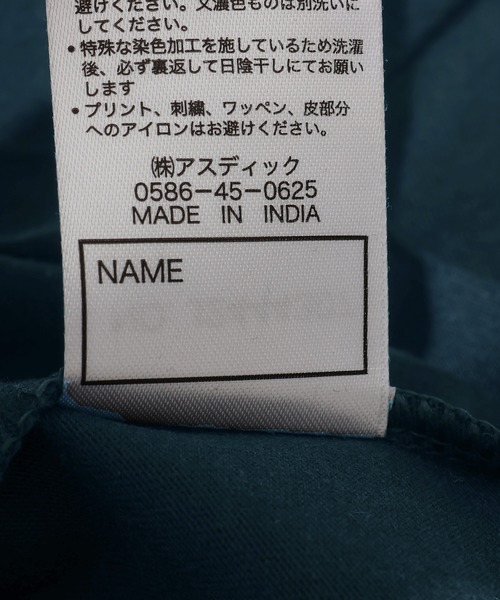 避けください。又濃色ものは別洗いに
してください。
●特殊な染色加工を施しているため洗濯
後、必ず裏返して日陰干しにてお願い
します
●プリント、刺繍、ワッペン、皮部分
へのアイロンはお避けください。
㈱アスディック
0586-45-0625
MADE IN INDIA
NAME